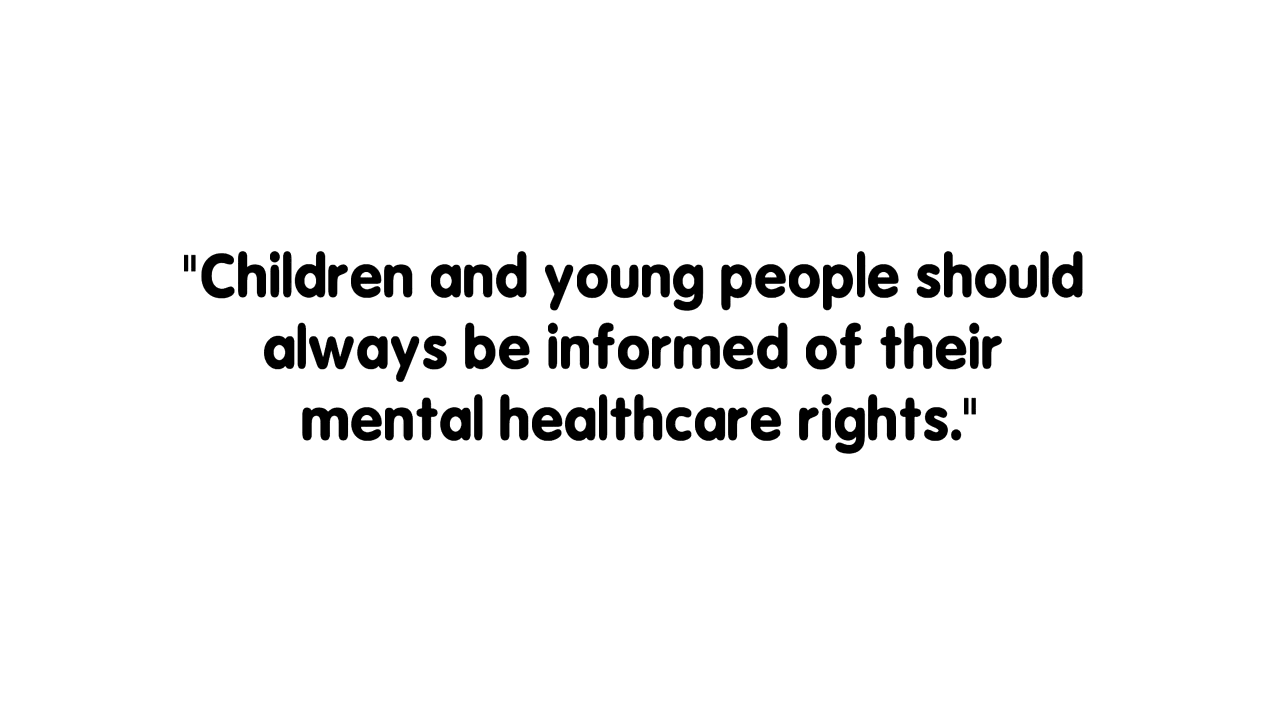 "Children and young people should
always be informed of their
mental healthcare rights."